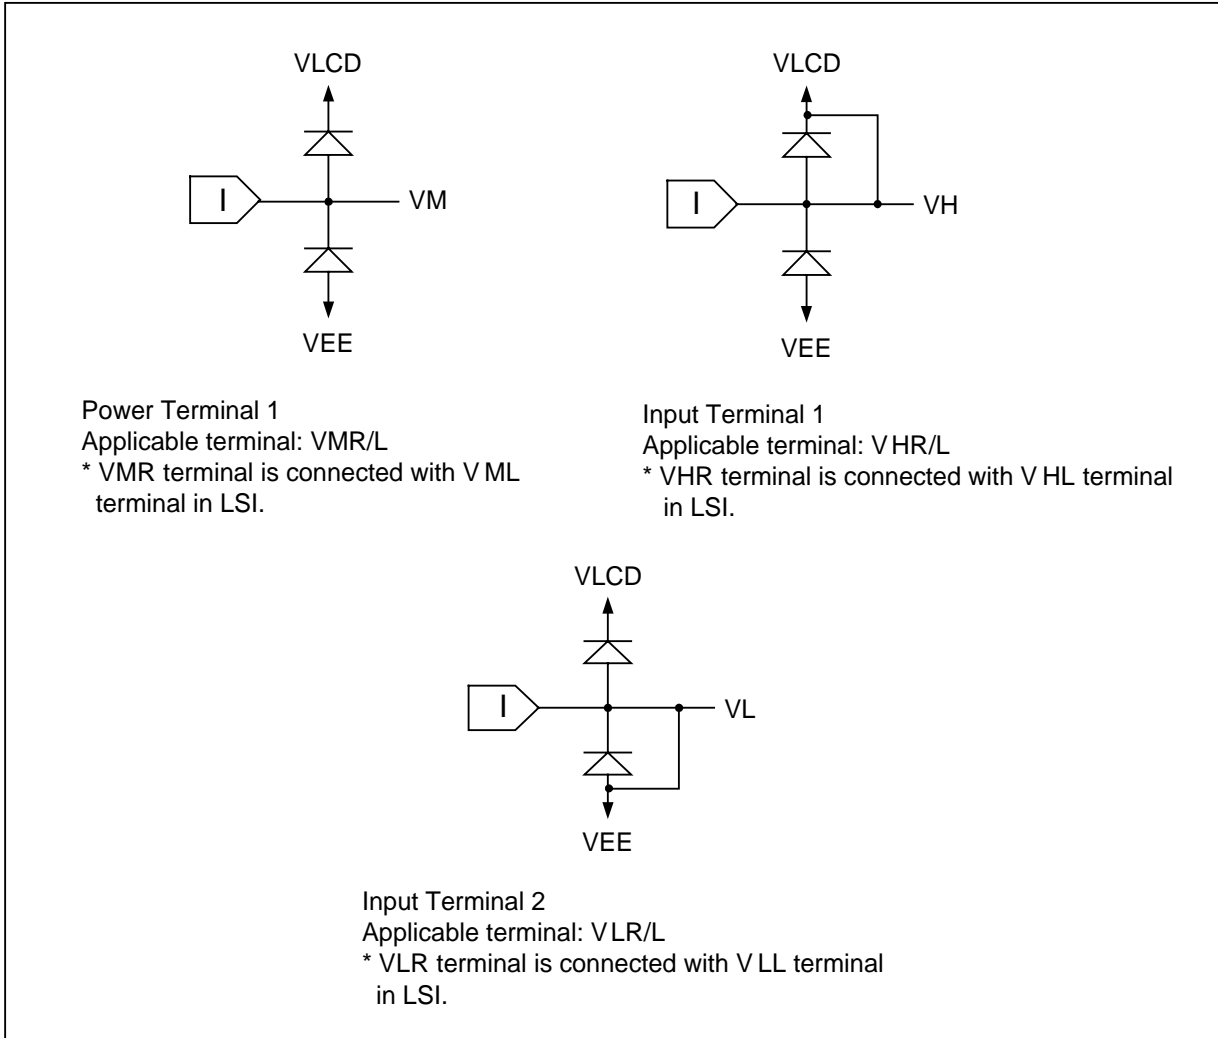 VLCD
I
VM
VEE
Power Terminal 1
Applicable terminal: VMR/L
* VMR terminal is connected with V ML
terminal in LSI.
VLCD
I
VH
VEE
Input Terminal 1
Applicable terminal: V HR/L
* VHR terminal is connected with V HL terminal
in LSI.
VLCD
I
VL
VEE
Input Terminal 2
Applicable terminal: V LR/L
* VLR terminal is connected with V LL terminal
in LSI.